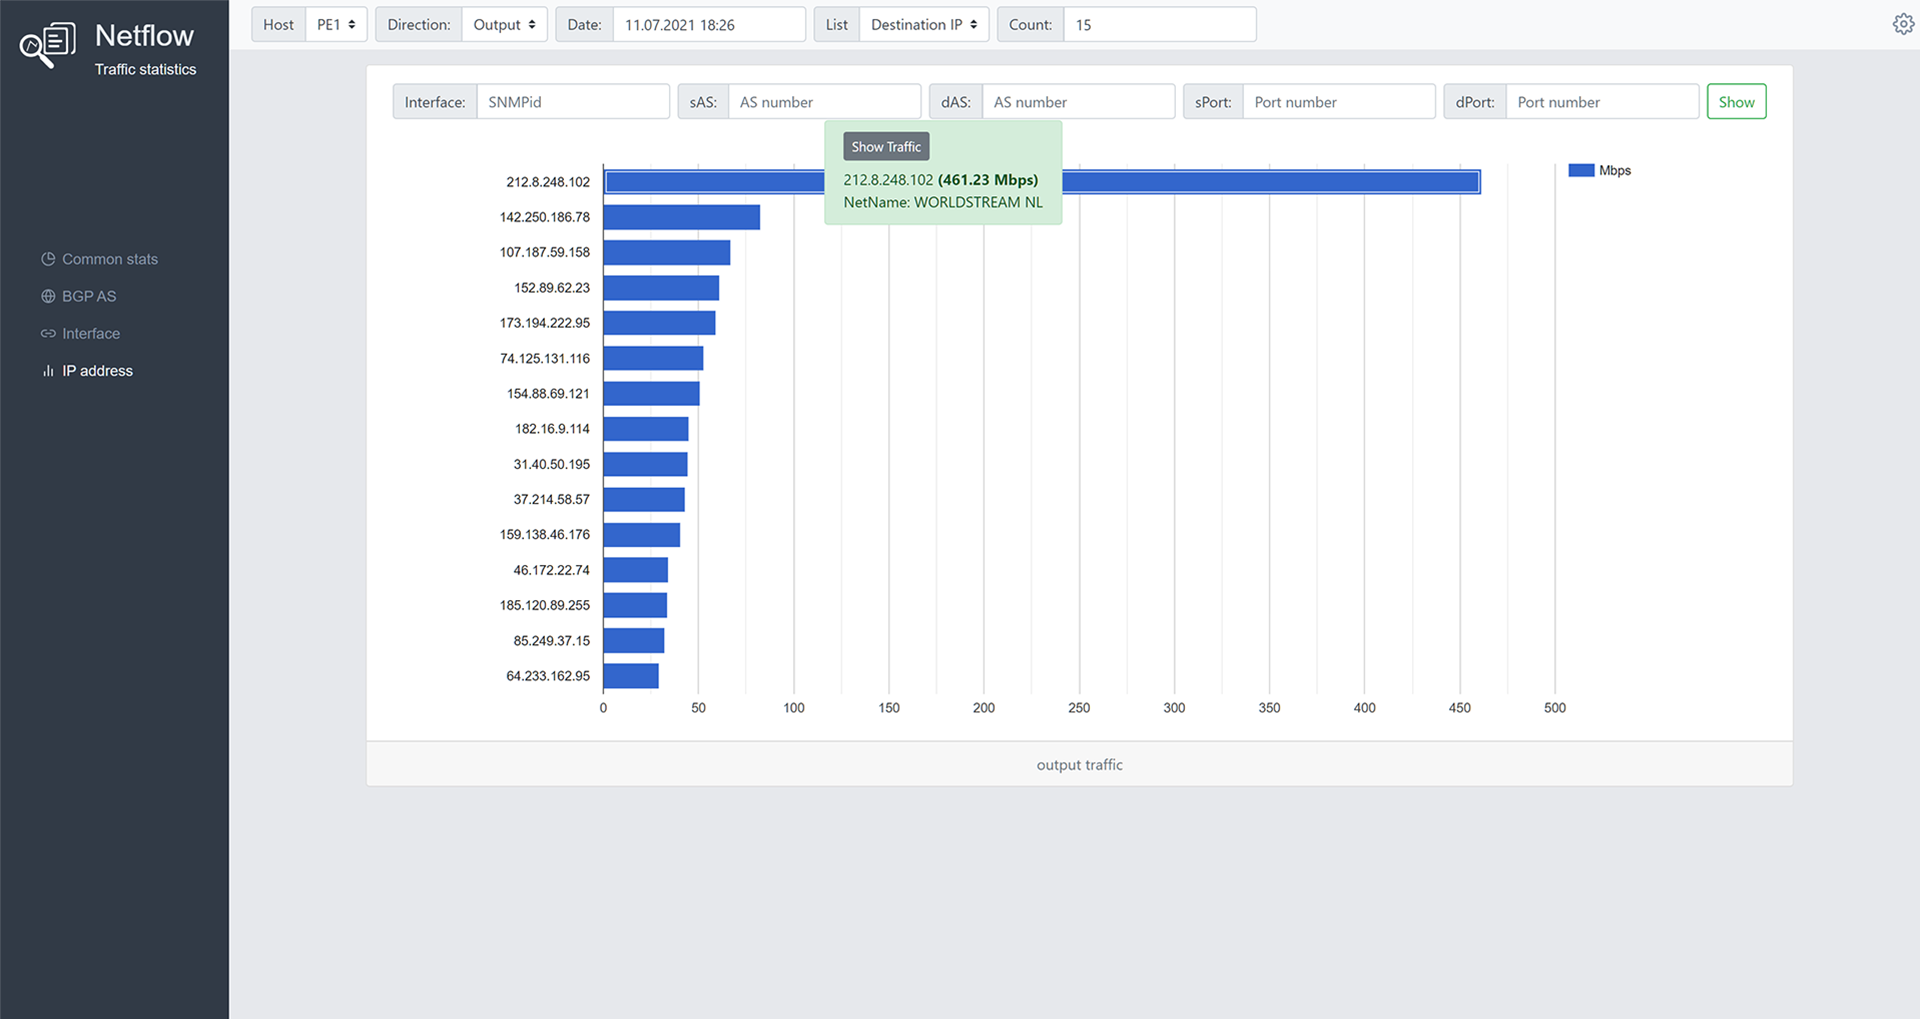 Netflow
Traffic statistics
Common stats
BGP AS
Interface
IP address
Host PE1 Direction: Output Date: 11.07.2021 18:26 List Destination IP Count: 15
Interface: SNMPid sAS: AS number dAS: AS number sPort: Port number dPort: Port number Show
Show Traffic
212.8.248.102 (461.23 Mbps)
NetName: WORLDSTREAM NL
Mbps
212.8.248.102
142.250.186.78
107.187.59.158
152.89.62.23
173.194.222.95
74.125.131.116
154.88.69.121
182.16.9.114
31.40.50.195
37.214.58.57
159.138.46.176
46.172.22.74
185.120.89.255
85.249.37.15
64.233.162.95
0 50 100 150 200 250 300 350 400 450 500
output traffic